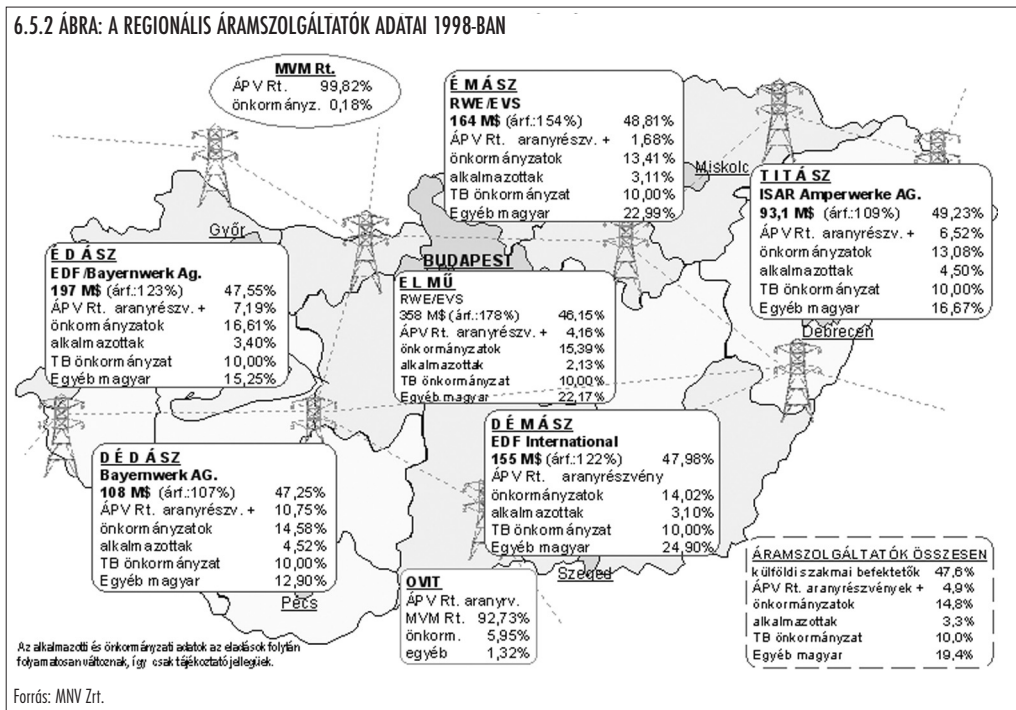 6.5.2 ÁBRA: A REGIONÁLIS ÁRAMSZOLGÁLTATÓK ADATAI 1998-BAN
MVM Rt.
ÁPV Rt. 99,82%
önkormányz. 0,18%
ÉMÁSZ
RWE/EVS
164 M$ (árf.:154%) 48,81%
ÁPV Rt. aranyrészv. + 1,68%
önkormányzatok 13,41%
alkalmazottak 3,11%
TB önkormányzat 10,00%
Egyéb magyar 22,99%
Miskolc
TITÁSZ
ISAR Amperwerke AG.
93,1 M$ (árf.:109%) 49,23%
ÁPV Rt. aranyrészv. + 6,52%
önkormányzatok 13,08%
alkalmazottak 4,50%
TB önkormányzat 10,00%
Egyéb magyar 16,67%
Debrecen
Győr
ÉDÁSZ
EDF/Bayernwerk Ag.
197 M$ (árf.:123%) 47,55%
ÁPV Rt. aranyrészv. + 7,19%
önkormányzatok 16,61%
alkalmazottak 3,40%
TB önkormányzat 10,00%
Egyéb magyar 15,25%
BUDAPEST
ELMŰ
RWE/EVS
358 M$ (árf.:178%) 46,15%
ÁPV Rt. aranyrészv. + 4,16%
önkormányzatok 15,39%
alkalmazottak 2,13%
TB önkormányzat 10,00%
Egyéb magyar 22,17%
DÉDÁSZ
Bayernwerk AG.
108 M$ (árf.:107%) 47,25%
ÁPV Rt. aranyrészv. + 10,75%
önkormányzatok 14,58%
alkalmazottak 4,52%
TB önkormányzat 10,00%
Egyéb magyar 12,90%
Pécs
DÉMÁSZ
EDF International
155 M$ (árf.:122%) 47,98%
ÁPV Rt. aranyrészvény
önkormányzatok 14,02%
alkalmazottak 3,10%
TB önkormányzat 10,00%
Egyéb magyar 24,90%
Szeged
OVIT
ÁPV Rt. aranyrv.
MVM Rt. 92,73%
önkorm. 5,95%
egyéb 1,32%
ÁRAMSZOLGÁLTATÓK ÖSSZESEN
külföldi szakmai befektetők 47,6%
ÁPV Rt. aranyrészvények + 4,9%
önkormányzatok 14,8%
alkalmazottak 3,3%
TB önkormányzat 10,0%
Egyéb magyar 19,4%
Az alkalmazotti és önkormányzati adatok az eladások folytán
folyamatosan változnak, így csak tájékoztató jellegűek.
Forrás: MNV Zrt.